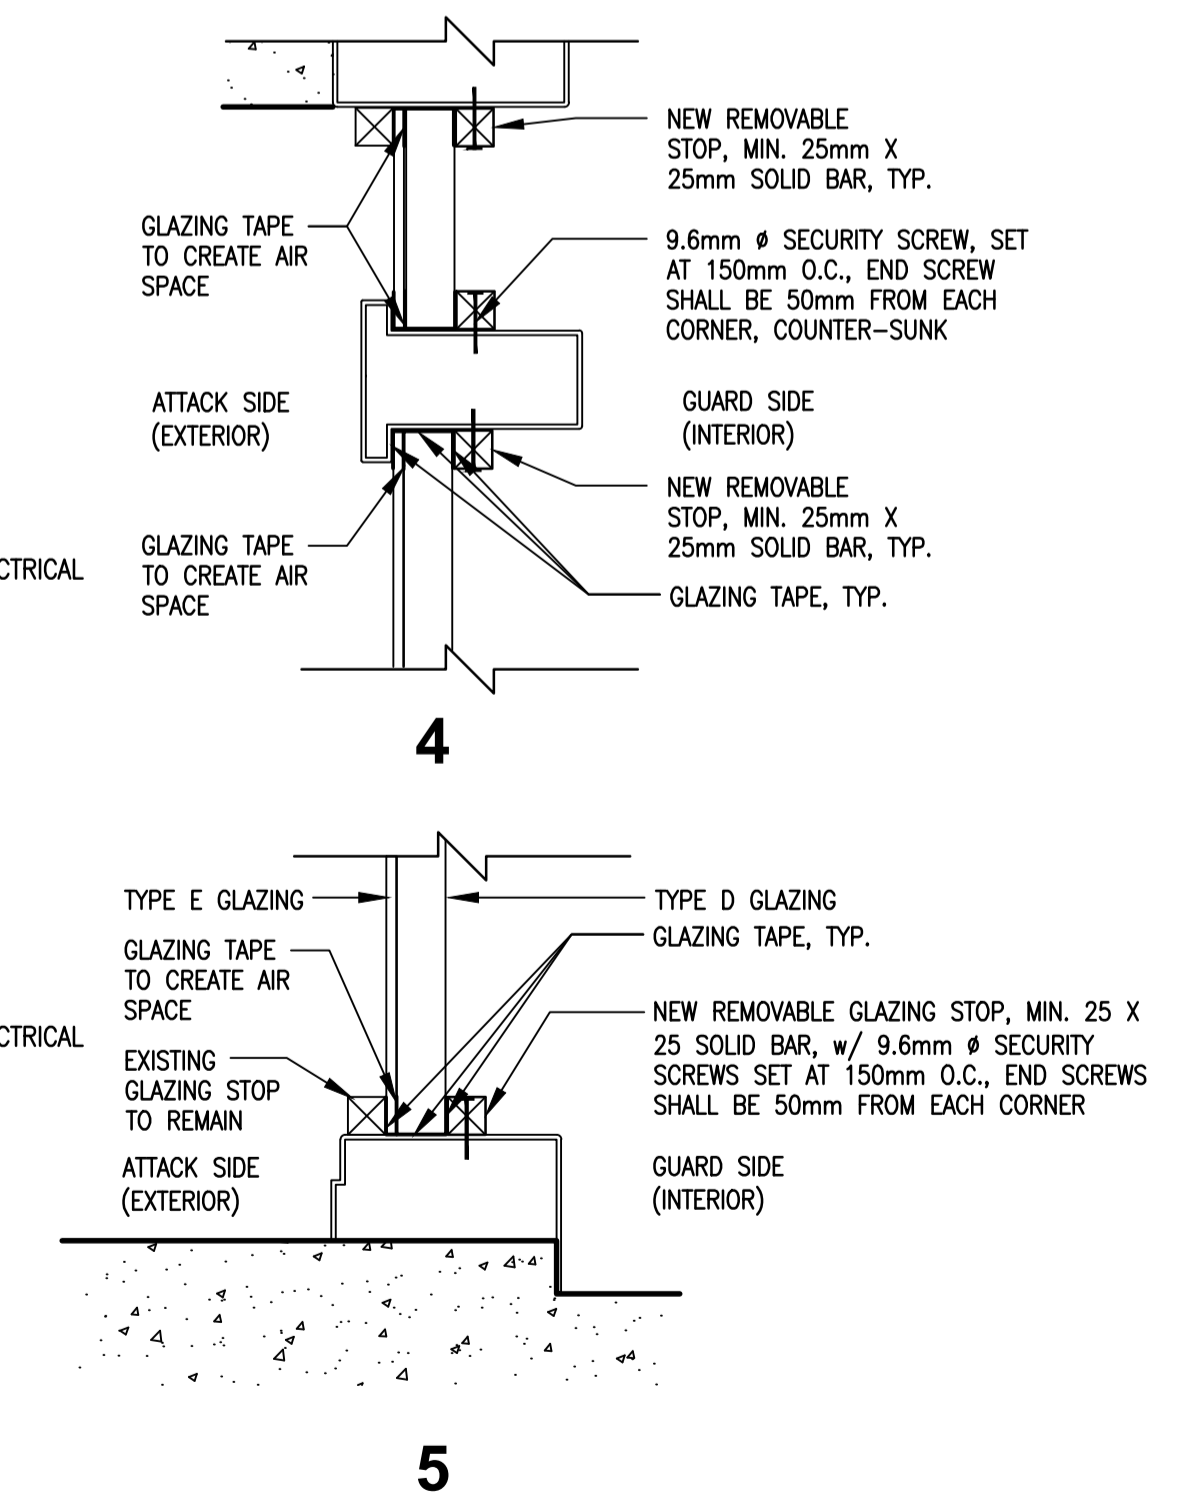 NEW REMOVABLE
STOP, MIN. 25mm X
25mm SOLID BAR, TYP.
GLAZING TAPE
TO CREATE AIR
SPACE
9.6mm ø SECURITY SCREW, SET
AT 150mm O.C., END SCREW
SHALL BE 50mm FROM EACH
CORNER, COUNTER-SUNK
ATTACK SIDE
(EXTERIOR)
GUARD SIDE
(INTERIOR)
NEW REMOVABLE
STOP, MIN. 25mm X
25mm SOLID BAR, TYP.
CTRICAL
GLAZING TAPE
TO CREATE AIR
SPACE
GLAZING TAPE, TYP.
4
TYPE E GLAZING
TYPE D GLAZING
GLAZING TAPE, TYP.
GLAZING TAPE
TO CREATE AIR
SPACE
NEW REMOVABLE GLAZING STOP, MIN. 25 X
25 SOLID BAR, w/ 9.6mm ø SECURITY
SCREWS SET AT 150mm O.C., END SCREWS
SHALL BE 50mm FROM EACH CORNER
CTRICAL
EXISTING
GLAZING STOP
TO REMAIN
ATTACK SIDE
(EXTERIOR)
GUARD SIDE
(INTERIOR)
5